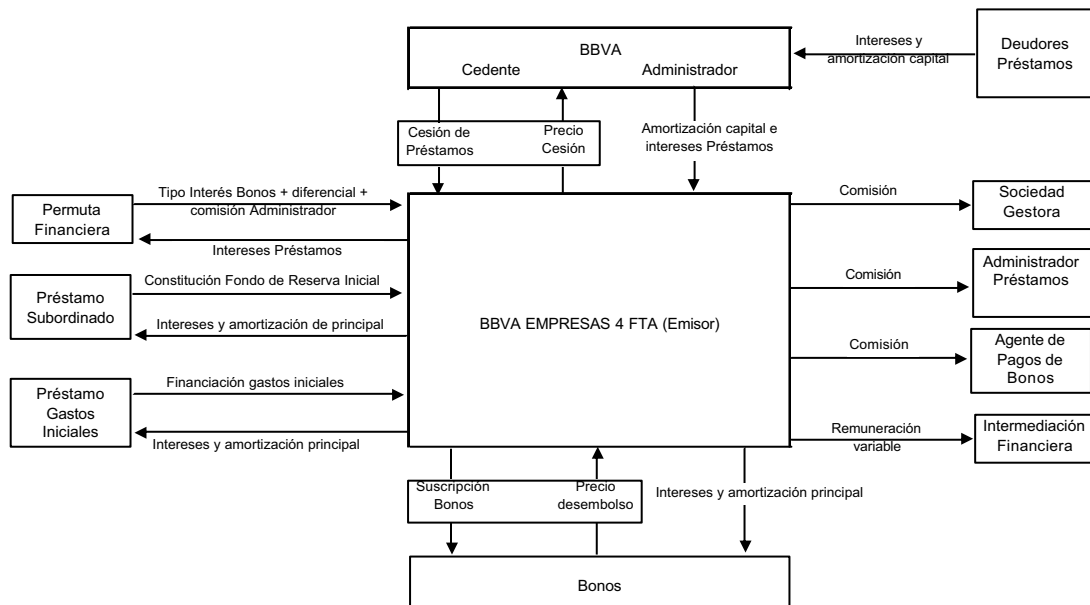 BBVA
Cedente
Administrador
Intereses y
amortización capital
Deudores
Préstamos
Cesión de
Préstamos
Precio
Cesión
Amortización capital e
intereses Préstamos
Permuta
Financiera
Tipo Interés Bonos + diferencial +
comisión Administrador
Intereses Préstamos
Préstamo
Subordinado
Constitución Fondo de Reserva Inicial
Intereses y amortización de principal
Préstamo
Gastos
Iniciales
Financiación gastos iniciales
Intereses y amortización principal
BBVA EMPRESAS 4 FTA (Emisor)
Comisión
Sociedad
Gestora
Comisión
Administrador
Préstamos
Comisión
Agente de
Pagos de
Bonos
Remuneración
variable
Intermediación
Financiera
Suscripción
Bonos
Precio
desembolso
Intereses y amortización principal
Bonos